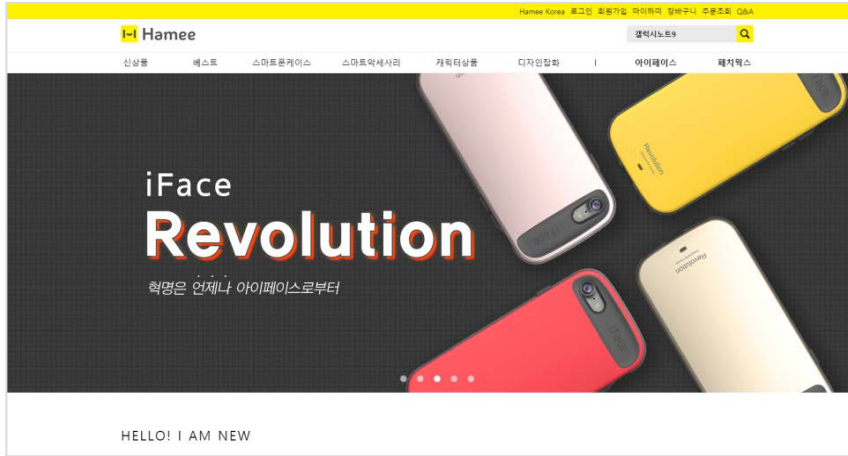 Hamee Korea 로그인 회원가입 마이하미 장바구니 주문조회 Q&A
Hamee
갤럭시노트9
신상품 베스트 스마트폰케이스 스마트악세사리 캐릭터상품 디자인잡화 | 아이페이스 패치웍스
iFace
Revolution
혁명은 언제나 아이페이스로부터
Revolution
Revolution
iFace
HELLO! I AM NEW